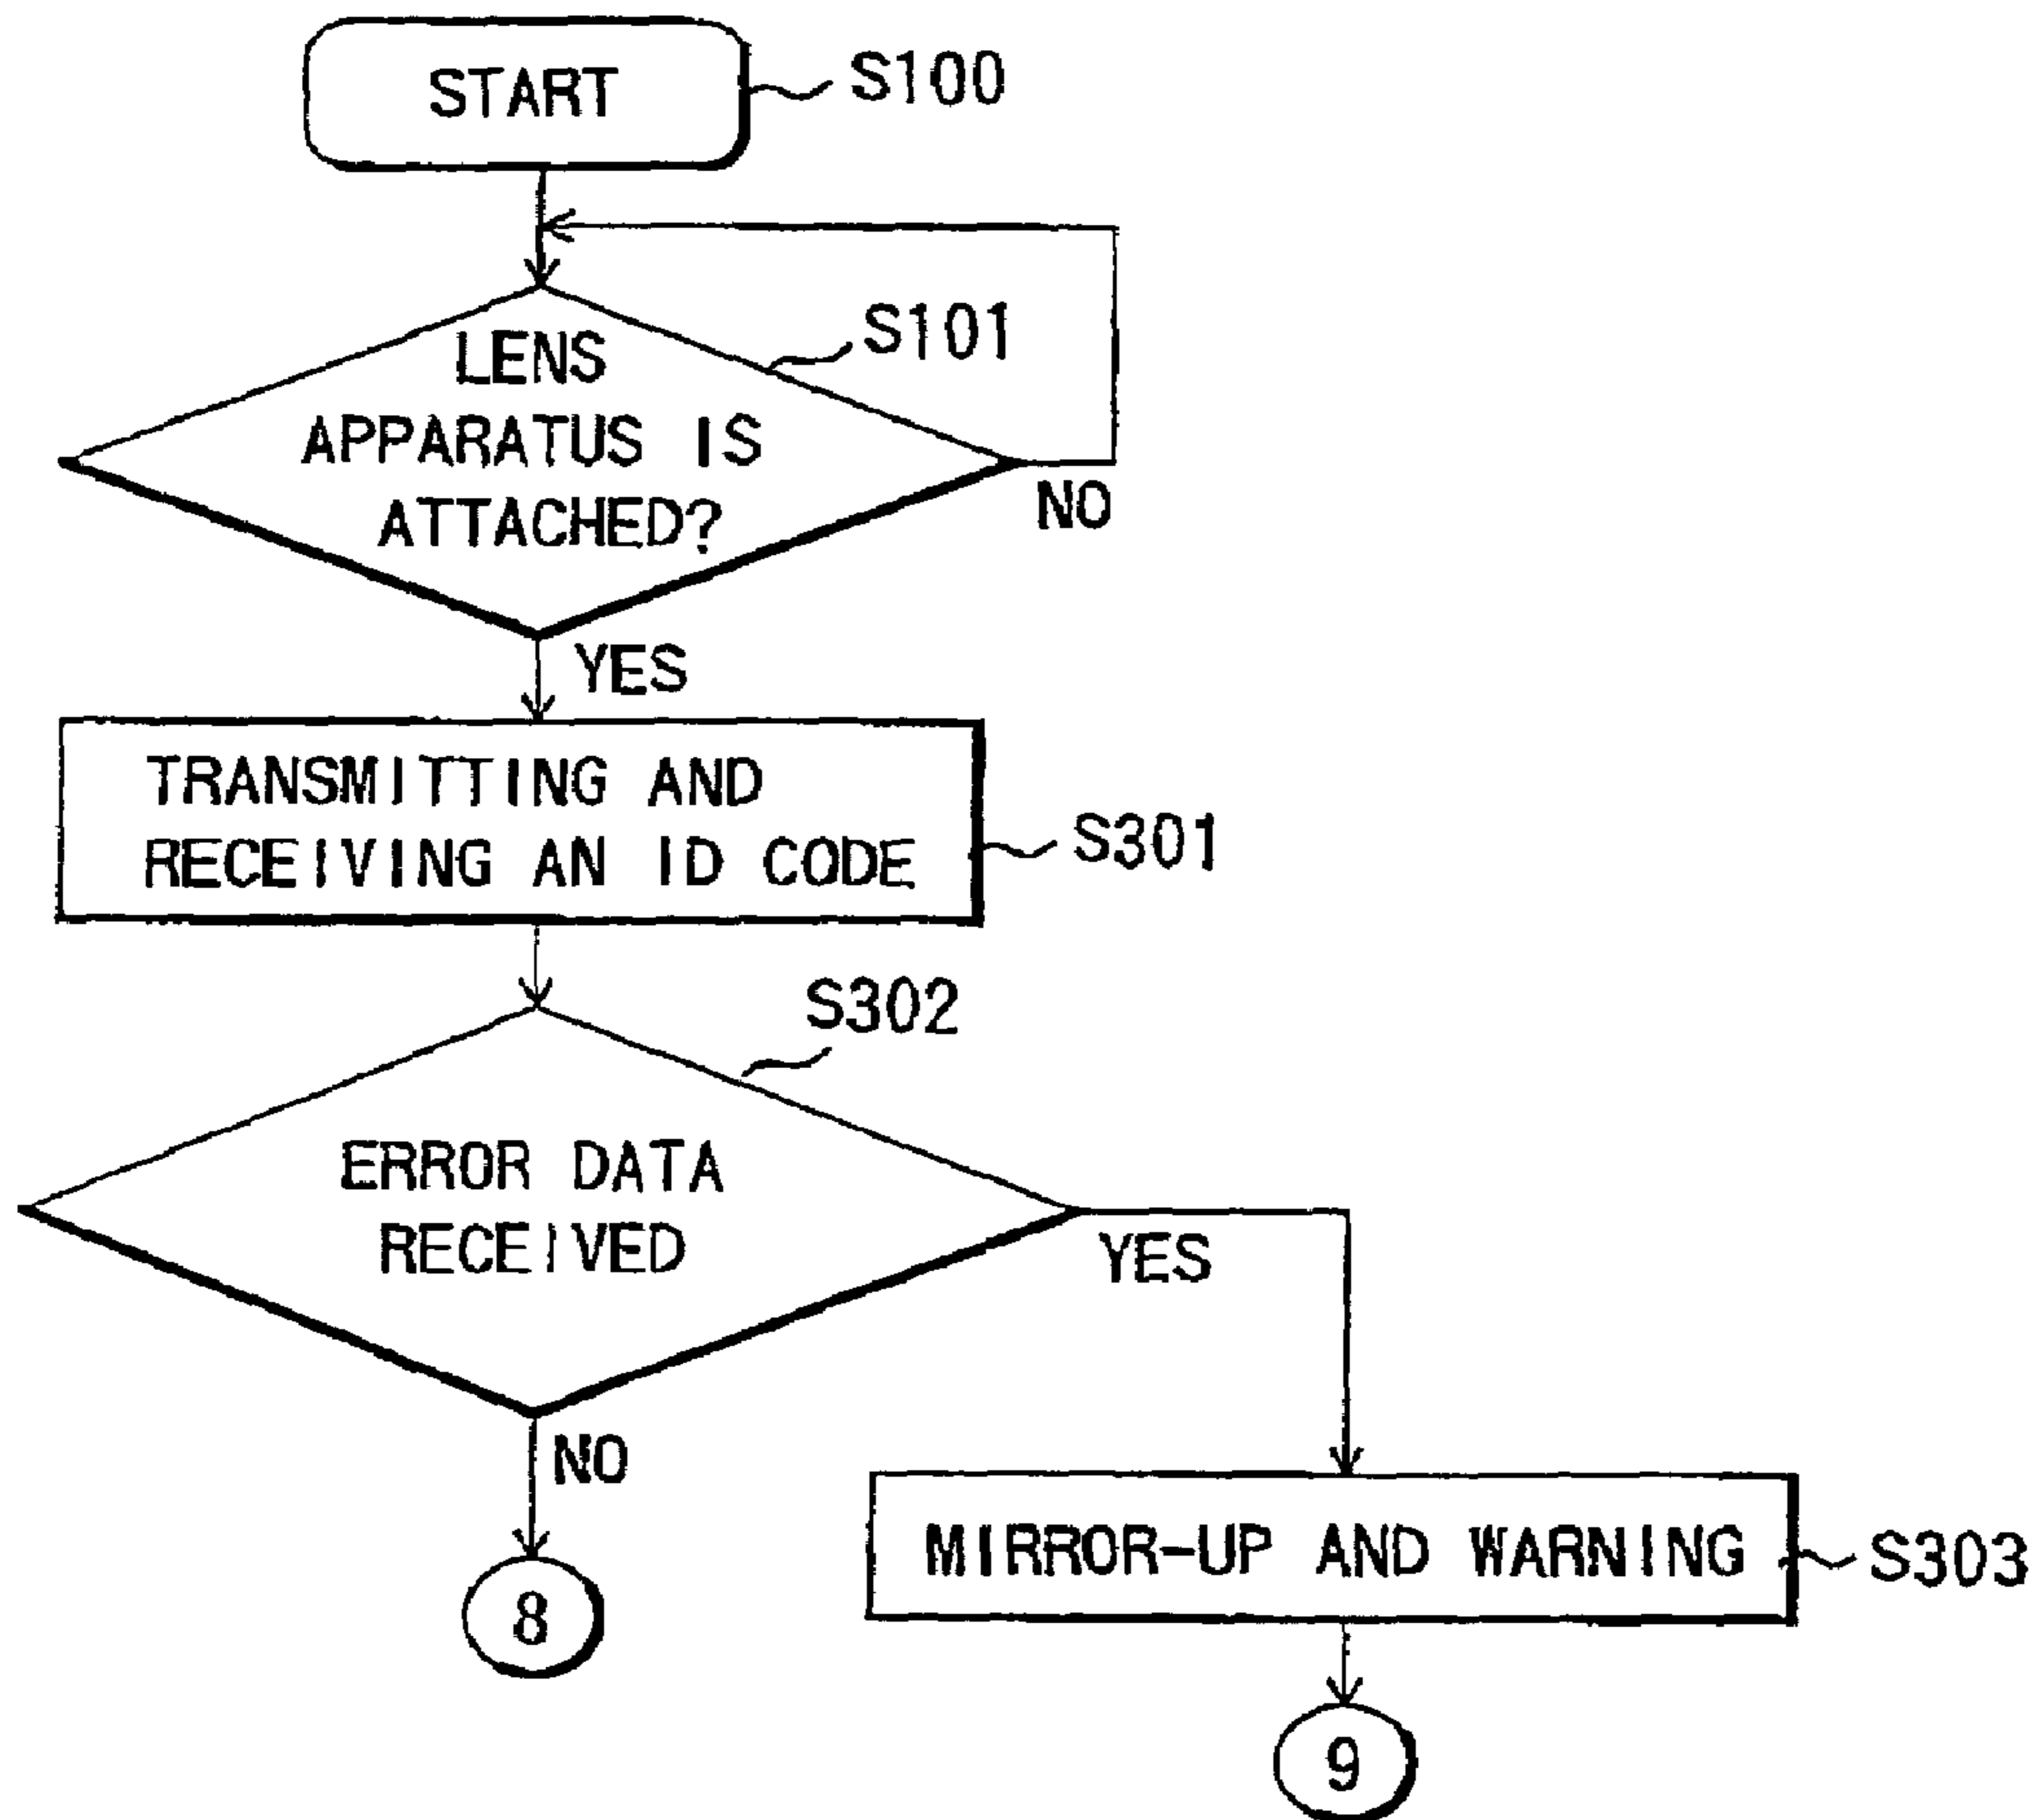 START
S100
S101
LENS
APPARATUS IS
ATTACHED?
NO
YES
TRANSMITTING AND
RECEIVING AN ID CODE
S301
S302
ERROR DATA
RECEIVED
YES
NO
8
MIRROR-UP AND WARNING
S303
9